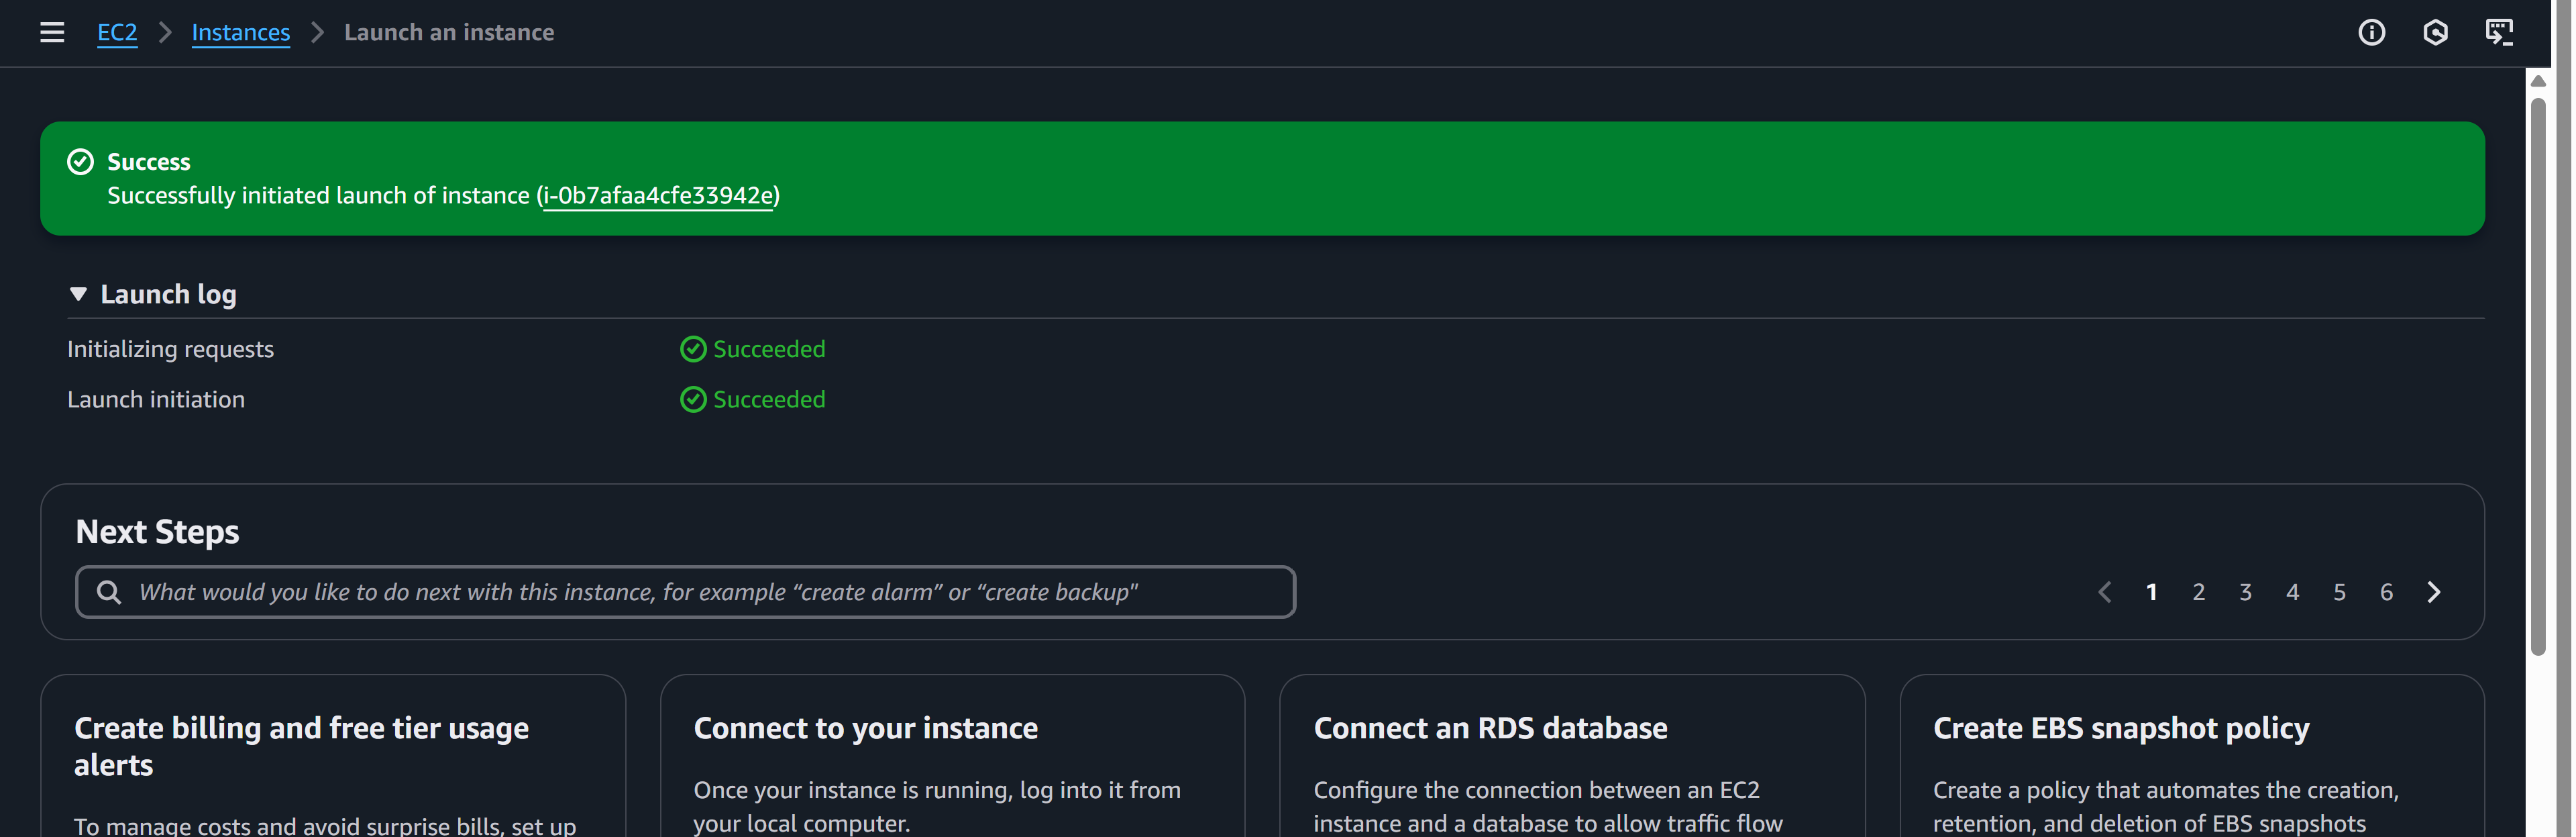 EC2 Instances Launch an instance
Success
Successfully initiated launch of instance (i-0b7afaa4cfe33942e)
Launch log
Initializing requests Succeeded
Launch initiation Succeeded
Next Steps
What would you like to do next with this instance, for example “create alarm” or “create backup"
1 2 3 4 5 6
Create billing and free tier usage
alerts
To manage costs and avoid surprise bills, set up
Connect to your instance
Once your instance is running, log into it from
your local computer.
Connect an RDS database
Configure the connection between an EC2
instance and a database to allow traffic flow
Create EBS snapshot policy
Create a policy that automates the creation,
retention, and deletion of EBS snapshots